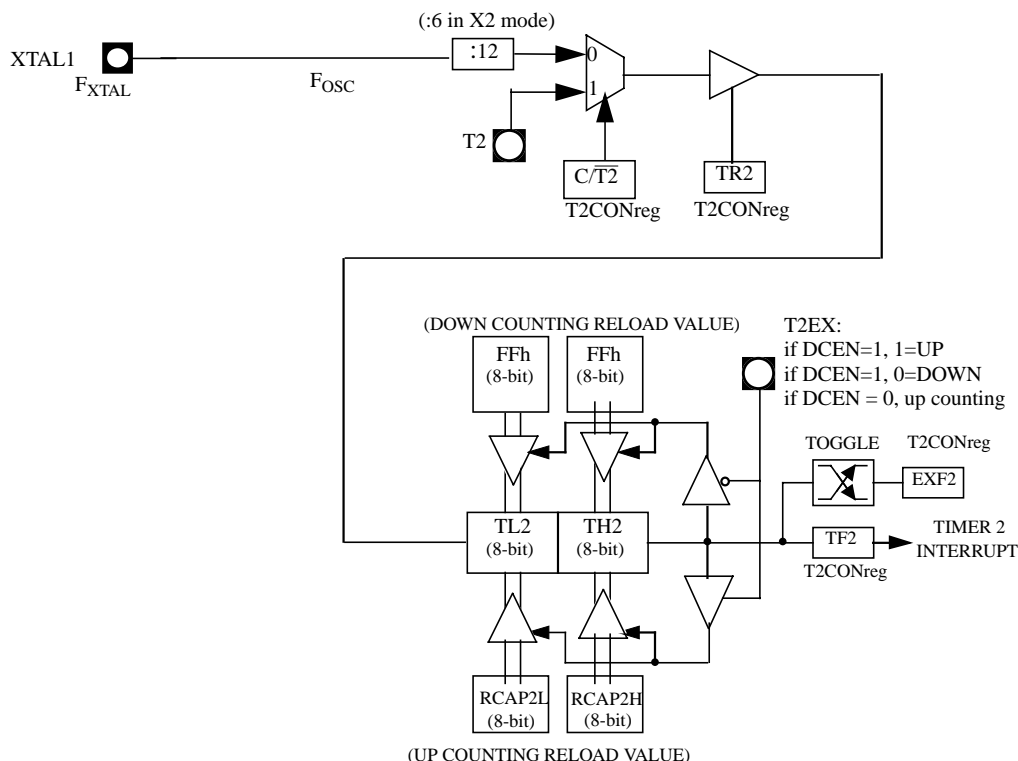 (:6 in X2 mode)
XTAL1
:12
0
FXTAL
FOSC
1
T2
C/T2
TR2
T2CONreg
T2CONreg
(DOWN COUNTING RELOAD VALUE)
T2EX:
if DCEN=1, 1=UP
if DCEN=1, 0=DOWN
if DCEN = 0, up counting
FFh
(8-bit)
FFh
(8-bit)
TOGGLE
T2CONreg
EXF2
TL2
(8-bit)
TH2
(8-bit)
TF2
TIMER 2
INTERRUPT
T2CONreg
RCAP2L
(8-bit)
RCAP2H
(8-bit)
(UP COUNTING RELOAD VALUE)